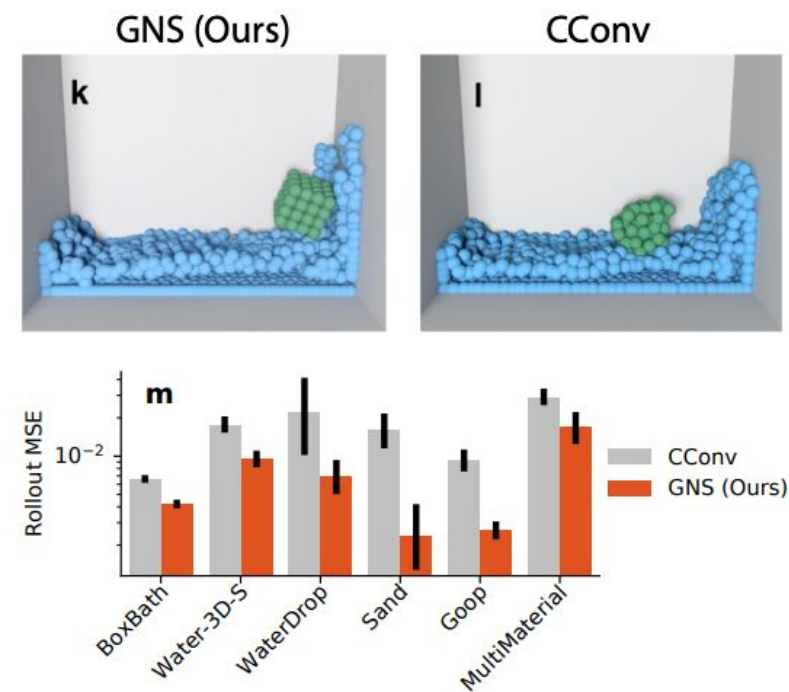 GNS (Ours)
CConv
k
l
m
Rollout MSE
10⁻²
CConv
GNS (Ours)
BoxBath
Water-3D-S
WaterDrop
Sand
Goop
MultiMaterial